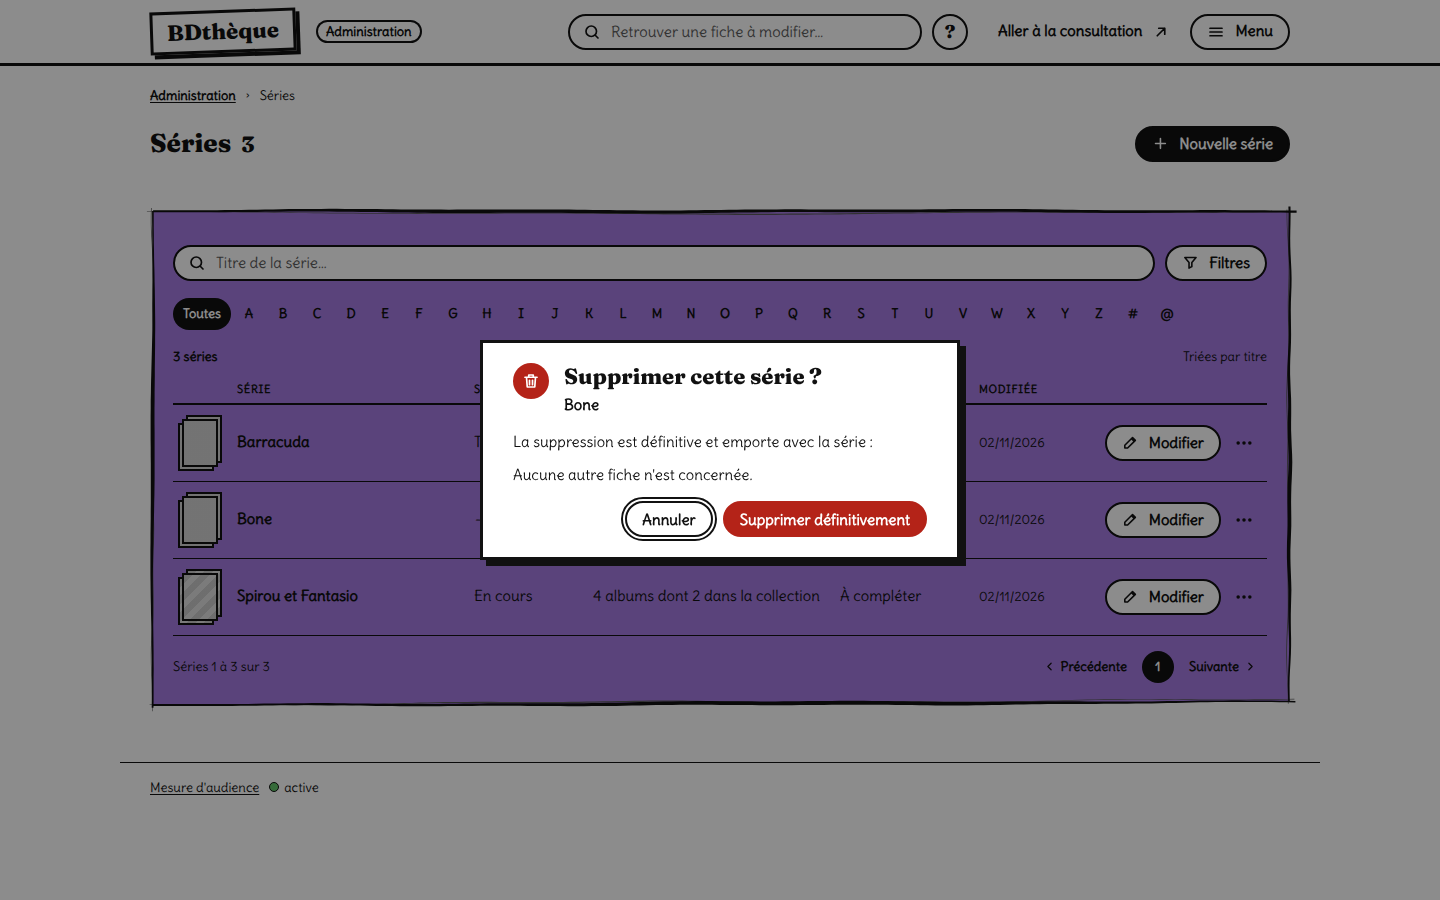 BDthèque
Administration
Retrouver une fiche à modifier...
?
Aller à la consultation
Menu
Administration › Séries
Séries 3
Nouvelle série
Titre de la série...
Filtres
Toutes A B C D E F G H I J K L M N O P Q R S T U V W X Y Z # @
3 séries
Triées par titre
SÉRIE
MODIFIÉE
Supprimer cette série ?
Bone
La suppression est définitive et emporte avec la série :
Aucune autre fiche n'est concernée.
Annuler
Supprimer définitivement
Barracuda
02/11/2026
Modifier
Bone
02/11/2026
Modifier
Spirou et Fantasio
En cours
4 albums dont 2 dans la collection
À compléter
02/11/2026
Modifier
Séries 1 à 3 sur 3
Précédente
1
Suivante
Mesure d'audience
active